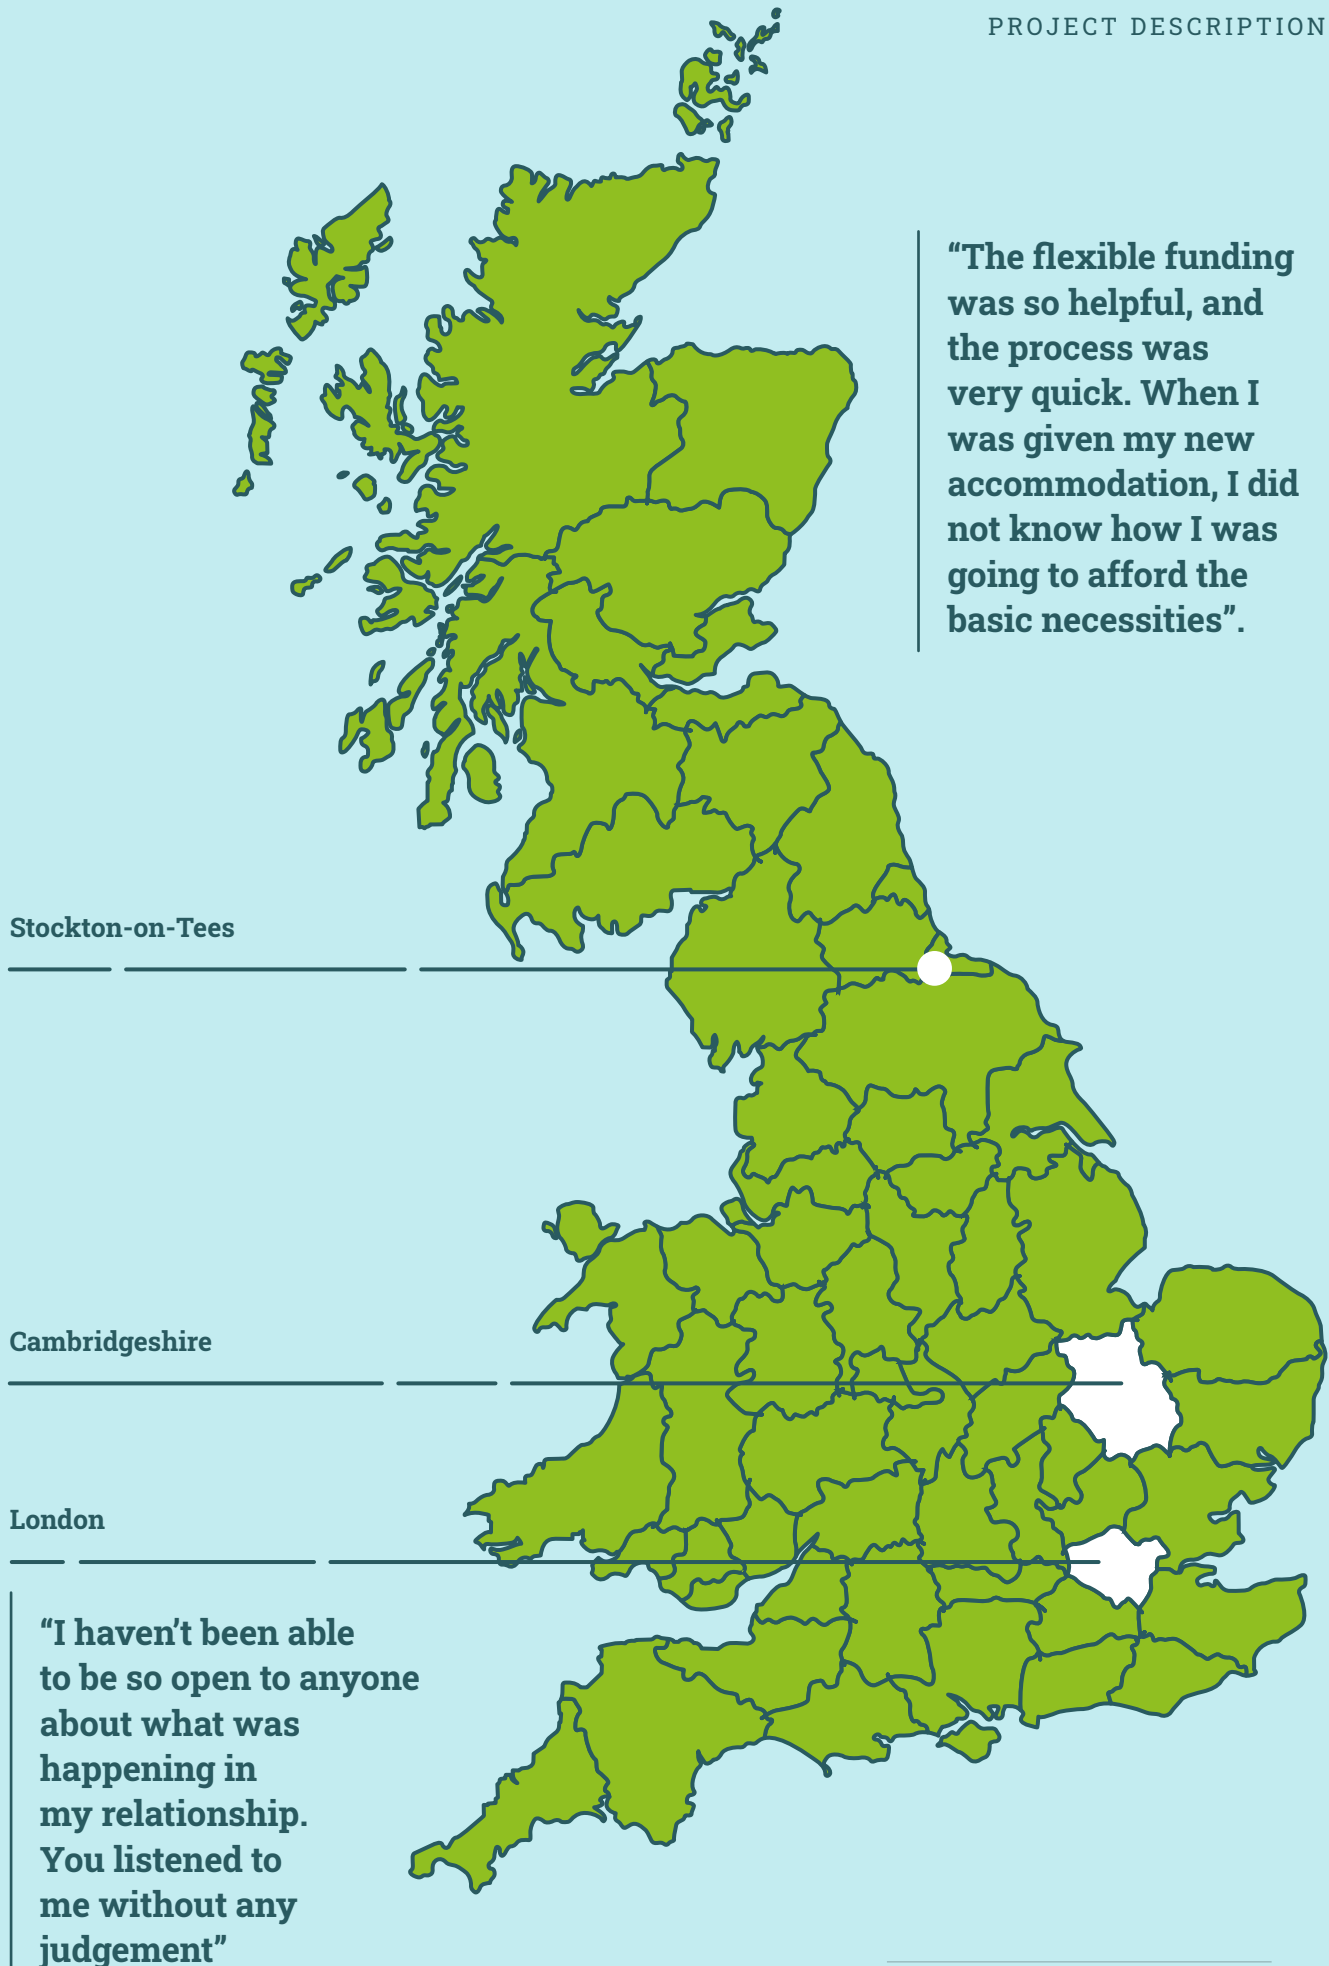 PROJECT DESCRIPTION
“The flexible funding
was so helpful, and
the process was
very quick. When I
was given my new
accommodation, I did
not know how I was
going to afford the
basic necessities”.
Stockton-on-Tees
Cambridgeshire
London
“I haven’t been able
to be so open to anyone
about what was
happening in
my relationship.
You listened to
me without any
judgement”